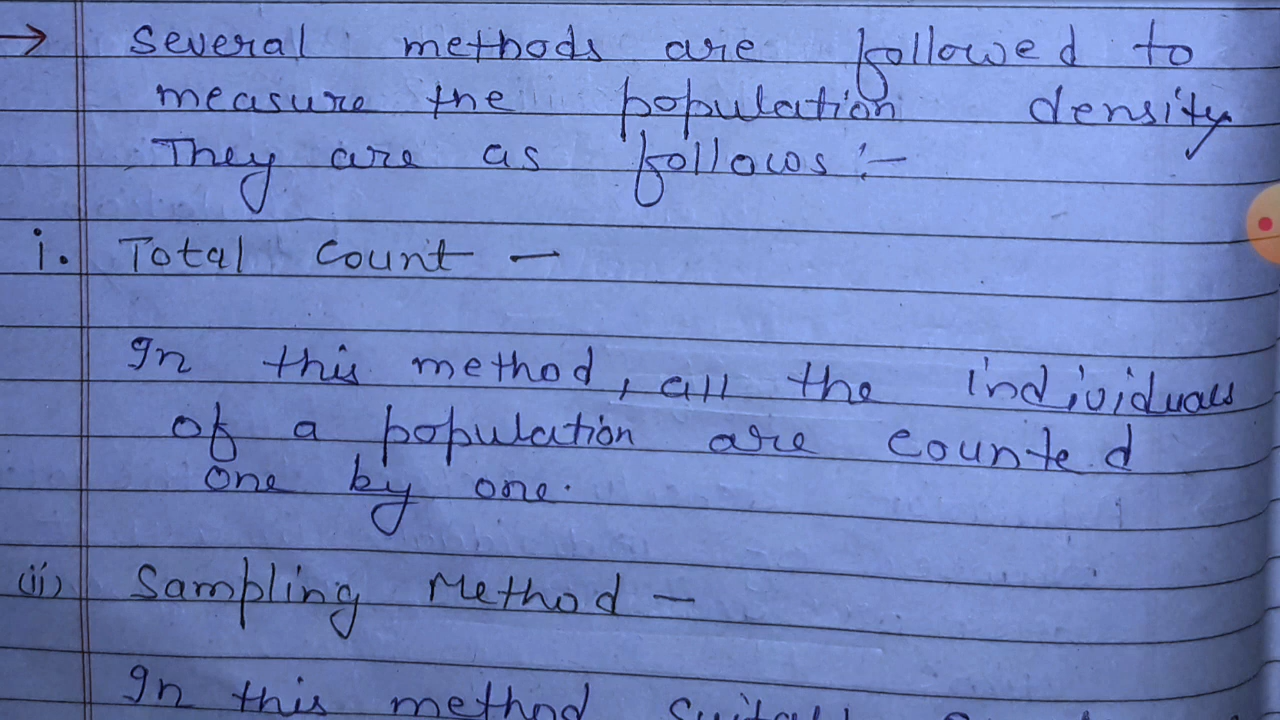 → Several methods are followed to
measure the population density
They are as follows :-
i. Total Count -
In this method, all the individuals
of a population are counted
one by one.
(ii) Sampling Method -
In this method